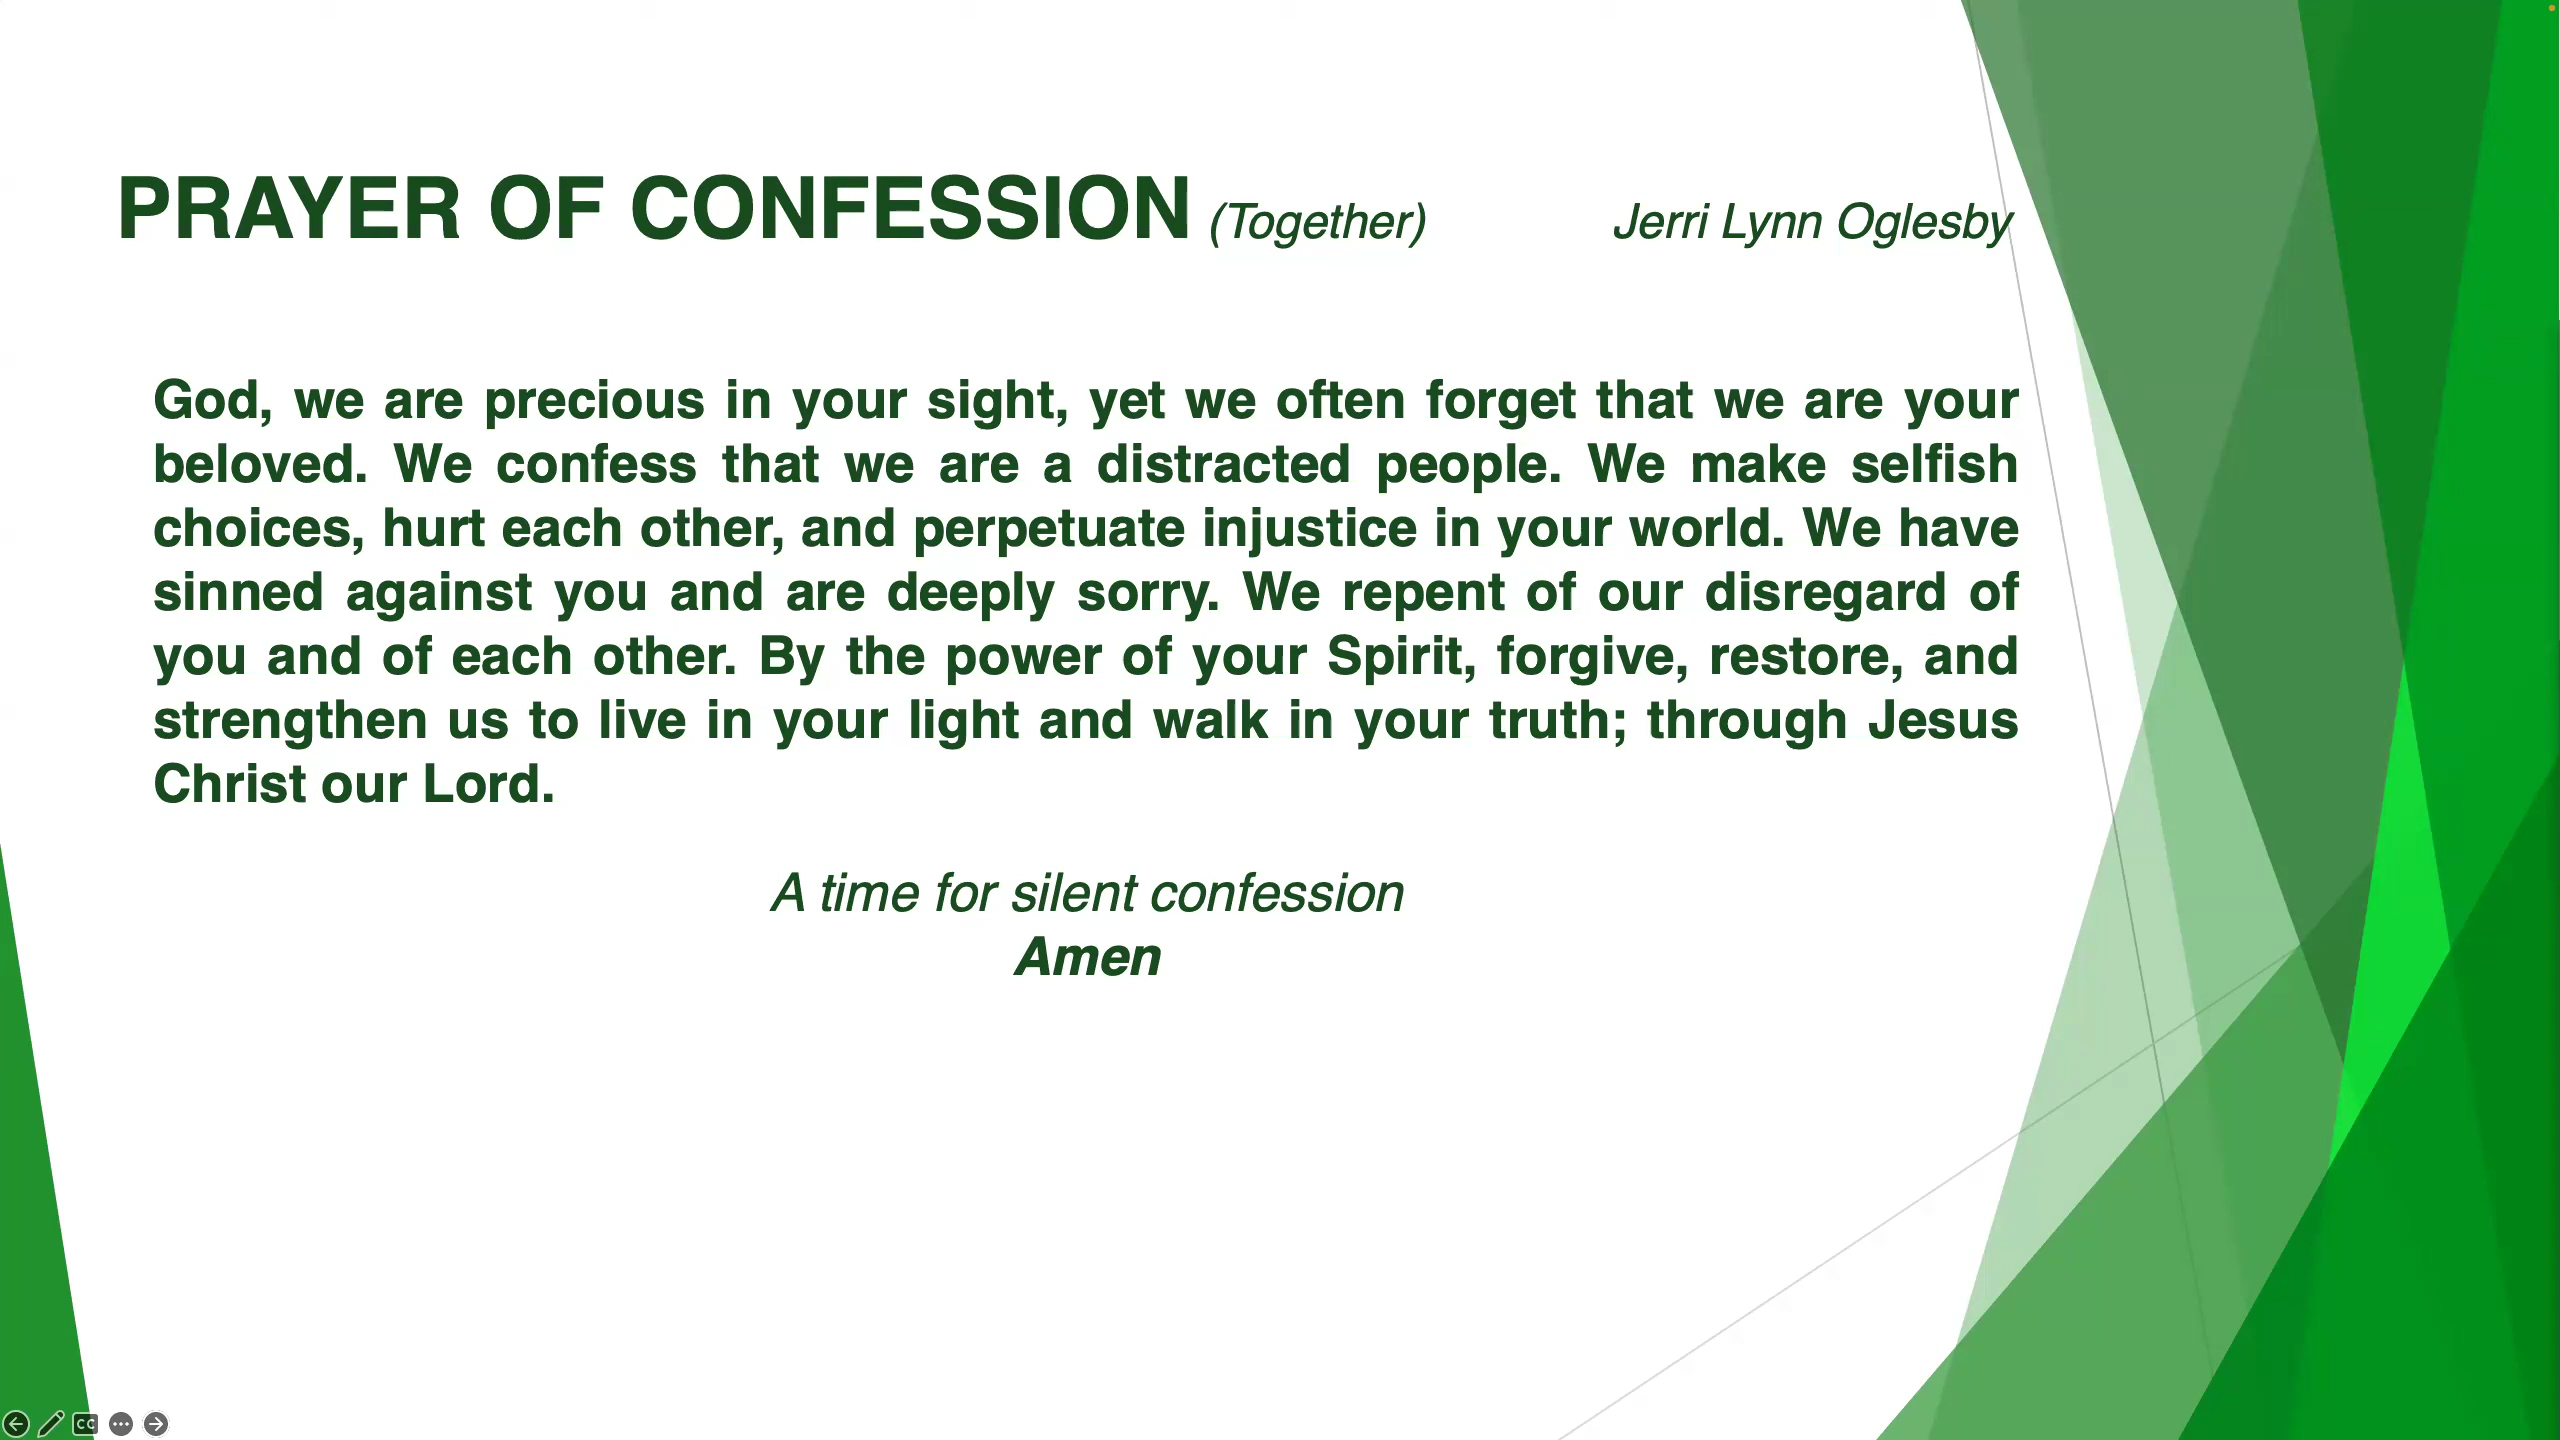 PRAYER OF CONFESSION (Together) Jerri Lynn Oglesby
God, we are precious in your sight, yet we often forget that we are your
beloved. We confess that we are a distracted people. We make selfish
choices, hurt each other, and perpetuate injustice in your world. We have
sinned against you and are deeply sorry. We repent of our disregard of
you and of each other. By the power of your Spirit, forgive, restore, and
strengthen us to live in your light and walk in your truth; through Jesus
Christ our Lord.
A time for silent confession
Amen
CC